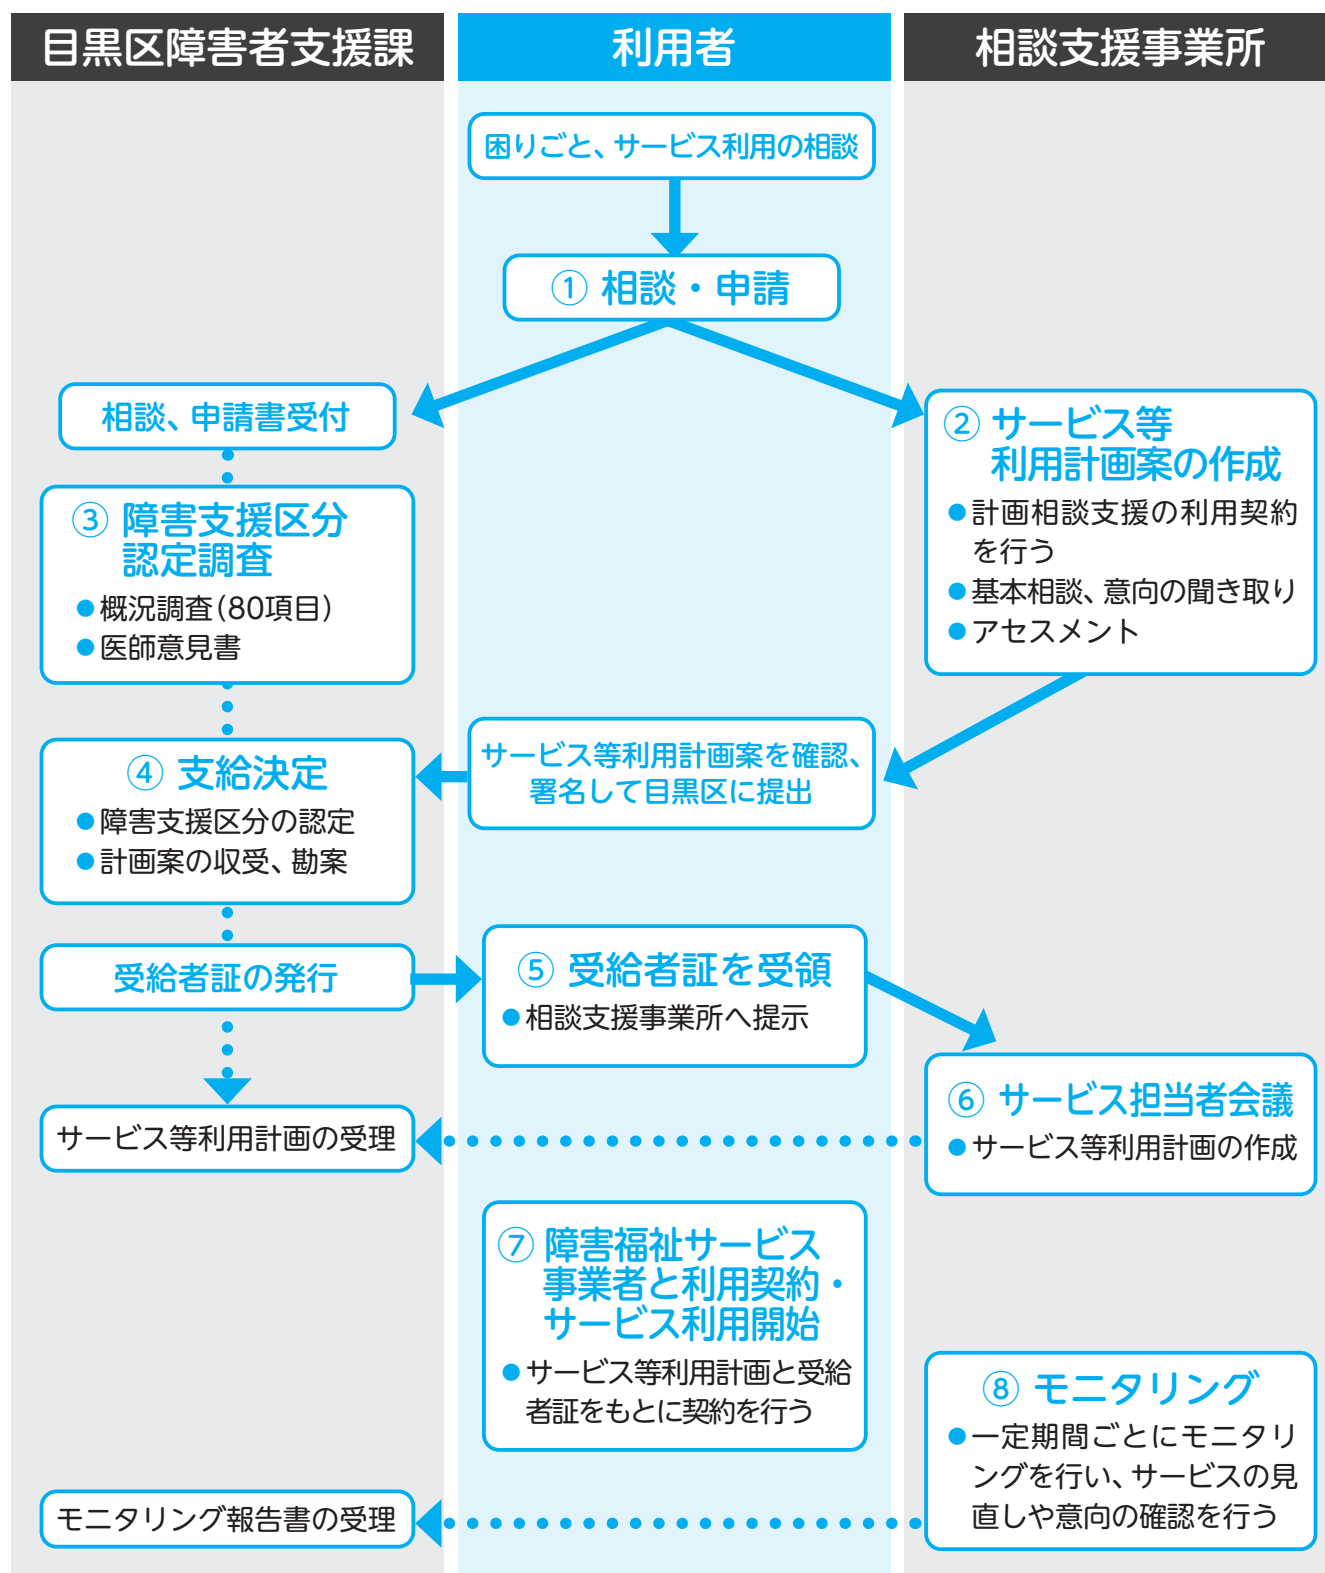 目黒区障害者支援課
利用者
相談支援事業所
困りごと、サービス利用の相談
① 相談・申請
相談、申請書受付
② サービス等
利用計画案の作成
●計画相談支援の利用契約
を行う
●基本相談、意向の聞き取り
●アセスメント
③ 障害支援区分
認定調査
●概況調査（80項目）
●医師意見書
サービス等利用計画案を確認、
署名して目黒区に提出
④ 支給決定
●障害支援区分の認定
●計画案の収受、勘案
受給者証の発行
⑤ 受給者証を受領
●相談支援事業所へ提示
⑥ サービス担当者会議
●サービス等利用計画の作成
サービス等利用計画の受理
⑦ 障害福祉サービス
事業者と利用契約・
サービス利用開始
●サービス等利用計画と受給
者証をもとに契約を行う
⑧ モニタリング
●一定期間ごとにモニタリ
ングを行い、サービスの見
直しや意向の確認を行う
モニタリング報告書の受理